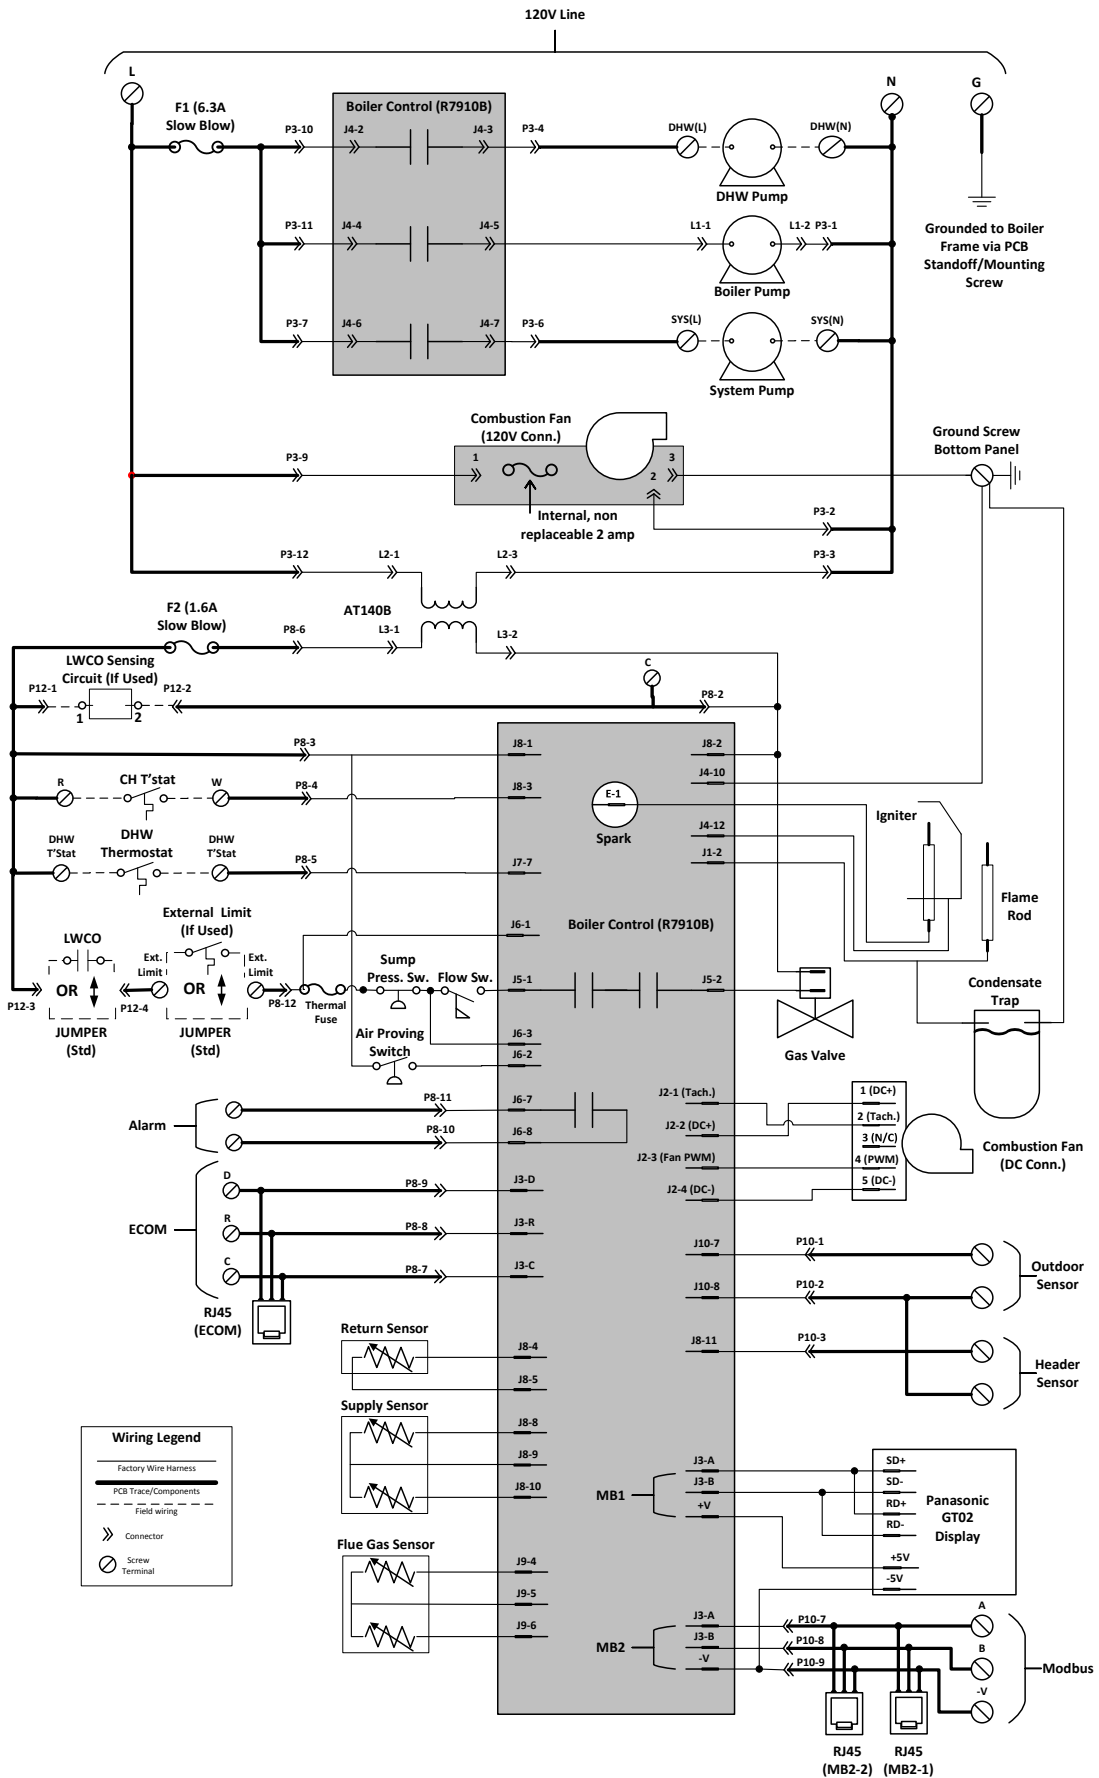 120V Line
L
N
G
F1 (6.3A
Slow Blow)
Boiler Control (R7910B)
P3-10
J4-2
J4-3
P3-4
DHW(L)
DHW(N)
DHW Pump
P3-11
J4-4
J4-5
L1-1
L1-2
P3-1
Boiler Pump
Grounded to Boiler
Frame via PCB
Standoff/Mounting
Screw
P3-7
J4-6
J4-7
P3-6
SYS(L)
SYS(N)
System Pump
Combustion Fan
(120V Conn.)
Ground Screw
Bottom Panel
P3-9
1
3
2
Internal, non
replaceable 2 amp
P3-2
P3-12
L2-1
L2-3
P3-3
F2 (1.6A
Slow Blow)
AT140B
P8-6
L3-1
L3-2
LWCO Sensing
Circuit (If Used)
P12-1
P12-2
1
2
C
P8-2
P8-3
J8-1
J8-2
R
CH T'stat
W
P8-4
J8-3
J4-10
E-1
Spark
Igniter
DHW
T'Stat
DHW
Thermostat
DHW
T'Stat
P8-5
J7-7
J4-12
J1-2
Flame
Rod
J6-1
Boiler Control (R7910B)
External Limit
(If Used)
LWCO
Ext.
Limit
Ext.
Limit
OR
OR
P12-3
P12-4
P8-12
JUMPER
(Std)
JUMPER
(Std)
Thermal
Fuse
Sump
Press. Sw.
Flow Sw.
J5-1
J5-2
Gas Valve
Condensate
Trap
Air Proving
Switch
J6-3
J6-2
Alarm
P8-11
J6-7
P8-10
J6-8
J2-1 (Tach.)
J2-2 (DC+)
J2-3 (Fan PWM)
J2-4 (DC-)
1 (DC+)
2 (Tach.)
3 (N/C)
4 (PWM)
5 (DC-)
Combustion Fan
(DC Conn.)
ECOM
D
P8-9
J3-D
R
P8-8
J3-R
C
P8-7
J3-C
RJ45
(ECOM)
J10-7
P10-1
J10-8
P10-2
Outdoor
Sensor
J8-11
P10-3
Header
Sensor
Return Sensor
J8-4
J8-5
Supply Sensor
J8-8
J8-9
J8-10
Flue Gas Sensor
J9-4
J9-5
J9-6
Wiring Legend
Factory Wire Harness
PCB Trace/Components
Field wiring
Connector
Screw
Terminal
MB1
J3-A
J3-B
+V
SD+
SD-
RD+
RD-
+5V
-5V
Panasonic
GT02
Display
MB2
J3-A
J3-B
-V
P10-7
P10-8
P10-9
A
B
-V
Modbus
RJ45
(MB2-2)
RJ45
(MB2-1)